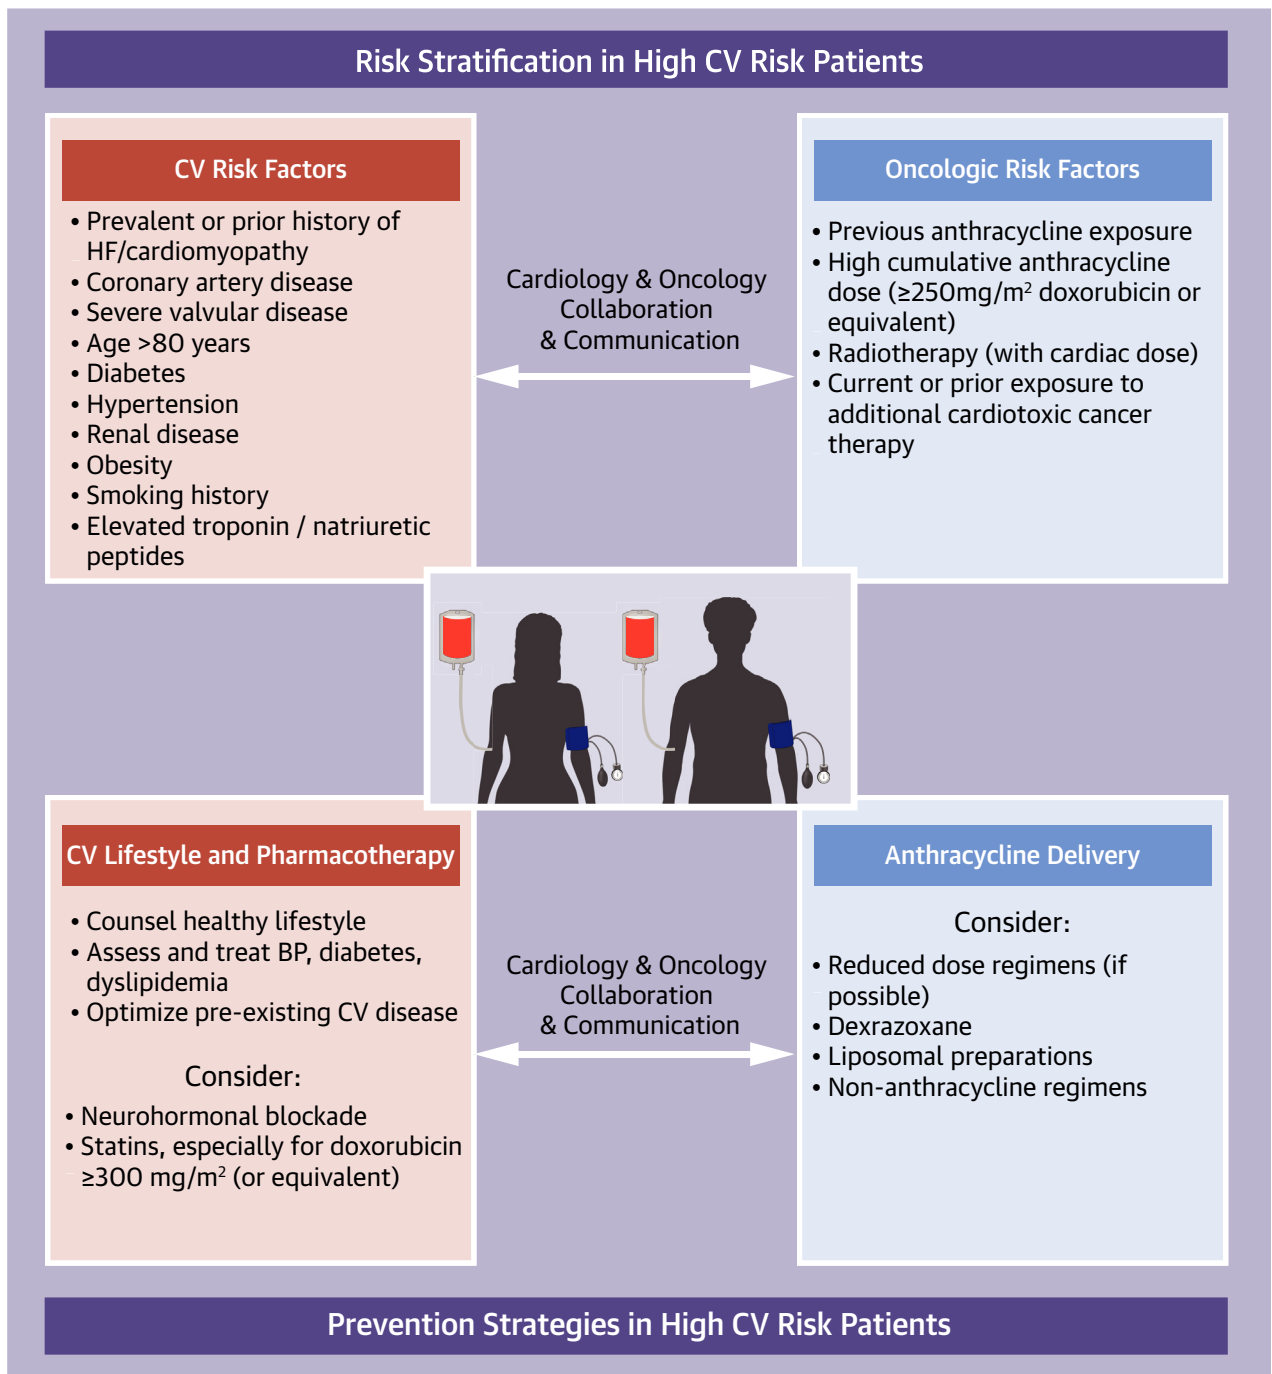 Risk Stratification in High CV Risk Patients
CV Risk Factors
• Prevalent or prior history of
HF/cardiomyopathy
• Coronary artery disease
• Severe valvular disease
• Age >80 years
• Diabetes
• Hypertension
• Renal disease
• Obesity
• Smoking history
• Elevated troponin / natriuretic
peptides
Cardiology & Oncology
Collaboration
& Communication
Oncologic Risk Factors
• Previous anthracycline exposure
• High cumulative anthracycline
dose (≥250mg/m² doxorubicin or
equivalent)
• Radiotherapy (with cardiac dose)
• Current or prior exposure to
additional cardiotoxic cancer
therapy
CV Lifestyle and Pharmacotherapy
• Counsel healthy lifestyle
• Assess and treat BP, diabetes,
dyslipidemia
• Optimize pre-existing CV disease
Consider:
• Neurohormonal blockade
• Statins, especially for doxorubicin
≥300 mg/m² (or equivalent)
Cardiology & Oncology
Collaboration
& Communication
Anthracycline Delivery
Consider:
• Reduced dose regimens (if
possible)
• Dexrazoxane
• Liposomal preparations
• Non-anthracycline regimens
Prevention Strategies in High CV Risk Patients